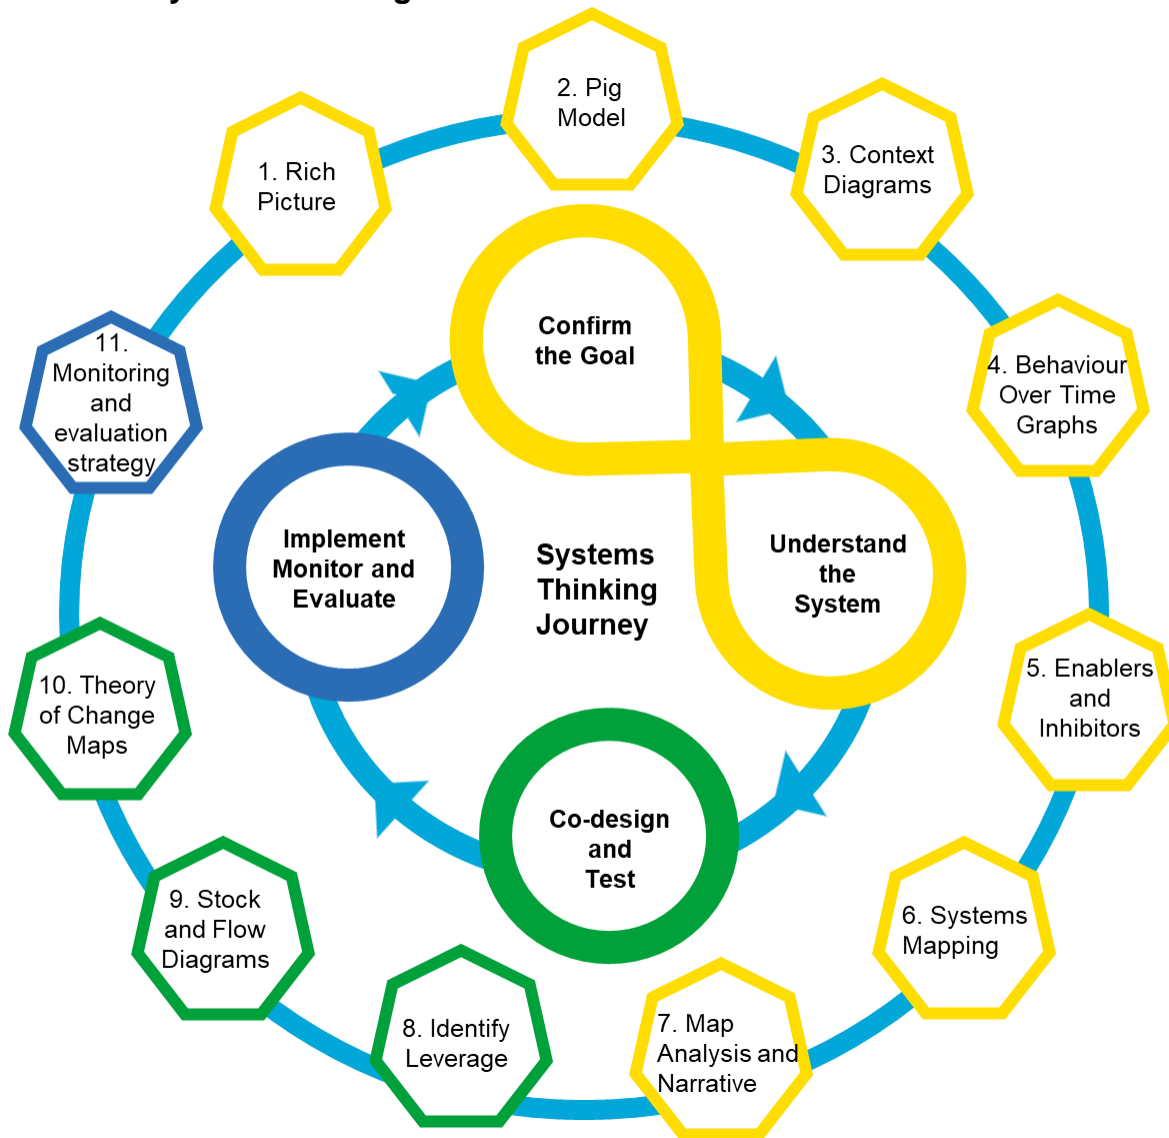 2. Pig
Model
1. Rich
Picture
3. Context
Diagrams
4. Behaviour
Over Time
Graphs
5. Enablers
and
Inhibitors
6. Systems
Mapping
7. Map
Analysis and
Narrative
8. Identify
Leverage
9. Stock
and Flow
Diagrams
10. Theory
of Change
Maps
11.
Monitoring
and
evaluation
strategy
Confirm
the Goal
Understand
the
System
Co-design
and
Test
Implement
Monitor and
Evaluate
Systems
Thinking
Journey